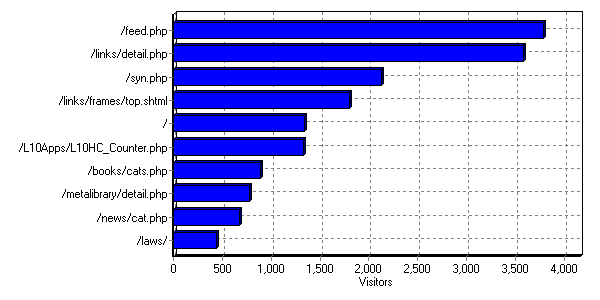 /feed.php
/links/detail.php
/syn.php
/links/frames/top.shtml
/
/L10Apps/L10HC_Counter.php
/books/cats.php
/metalibrary/detail.php
/news/cat.php
/laws/
0 500 1,000 1,500 2,000 2,500 3,000 3,500 4,000
Visitors